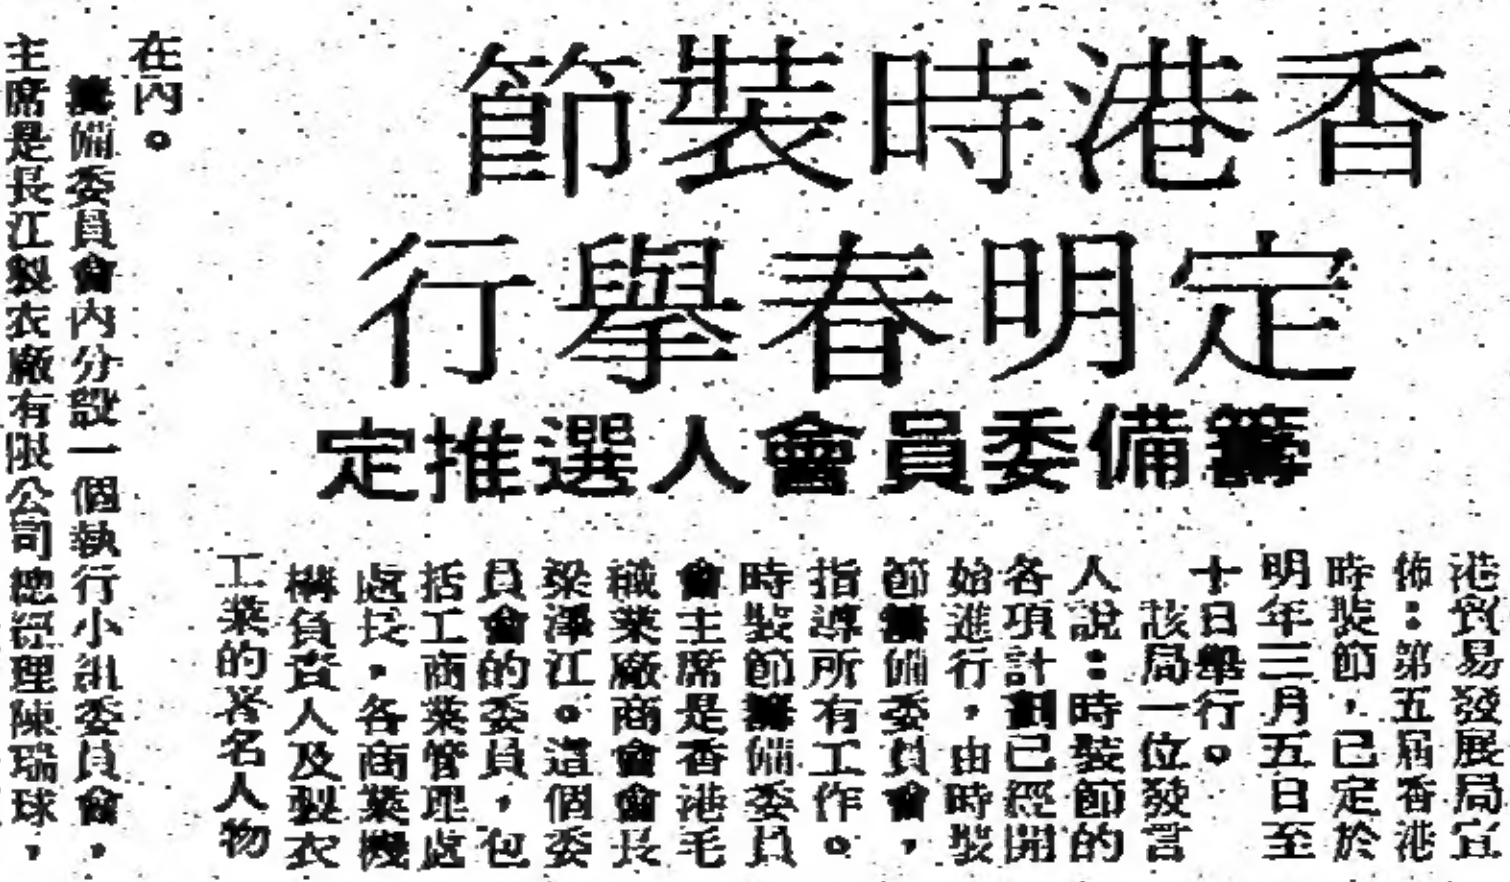 香港時裝節
定明春舉行
籌備委員會人選推定
港貿易發展局宣
佈：第五屆香港
時裝節，已定於
明年三月五日至
十日舉行。
該局一位發言
人說：時裝節的
各項計劃已經開
始進行，由時裝
節籌備委員會，
指導所有工作。
時裝節籌備委員
會主席是香港毛
織業廠商會會長
梁澤江。這個委
員會的委員，包
括工商業管理處
處長，各商業機
構負責人及製衣
工業的著名人物
在內。
籌備委員會內分設一個執行小組委員會，
主席是長江製衣廠有限公司總經理陳瑞球，